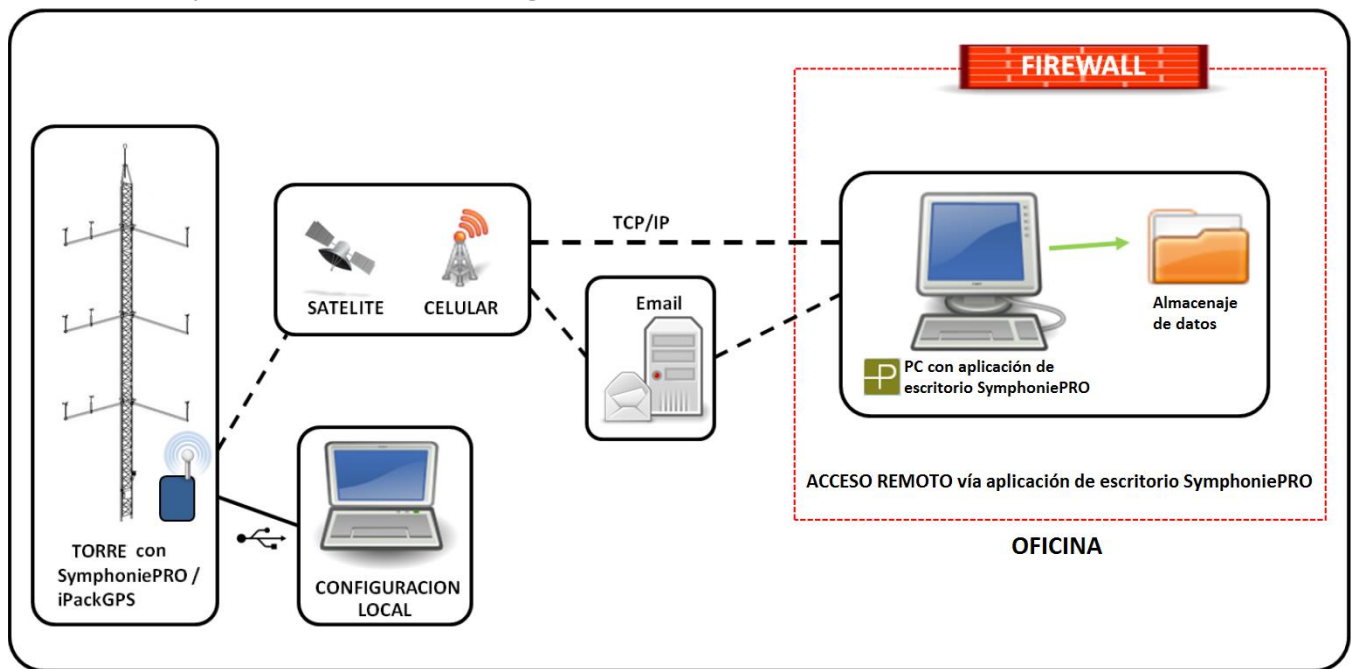 FIREWALL
TCP/IP
SATELITE
CELULAR
Email
Almacenaje
de datos
PC con aplicación de
escritorio SymphoniePRO
ACCESO REMOTO vía aplicación de escritorio SymphoniePRO
OFICINA
TORRE con
SymphoniePRO /
iPackGPS
CONFIGURACION
LOCAL